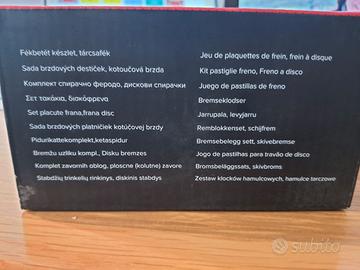 Fékbetét készlet, tárcsafék
Sada brzdových destiček, kotoučová brzda
Комплект спирачно феродо, дискови спирачки
Σετ τακάκια, δισκόφρενα
Set placute frana,frana disc
Sada brzdových platničiek kotúčovej brzdy
Pidurikattekomplekt,ketaspidur
Bremžu uzliku kompl., Disku bremzes
Komplet zavornih oblog, ploscne (kolutne) zavore
Stabdžių trinkelių rinkinys, diskinis stabdys
Jeu de plaquettes de frein, frein à disque
Kit pastiglie freno, Freno a disco
Juego de pastillas de freno
Bremseklodser
Jarrupala, levyjarru
Remblokkenset, schijfrem
Bremsebelegg sett, skivebremse
Jogo de pastilhas para travão de disco
Bromsbeläggssats, skivbroms
Zestaw klocków hamulcowych, hamulce tarczowe
subito